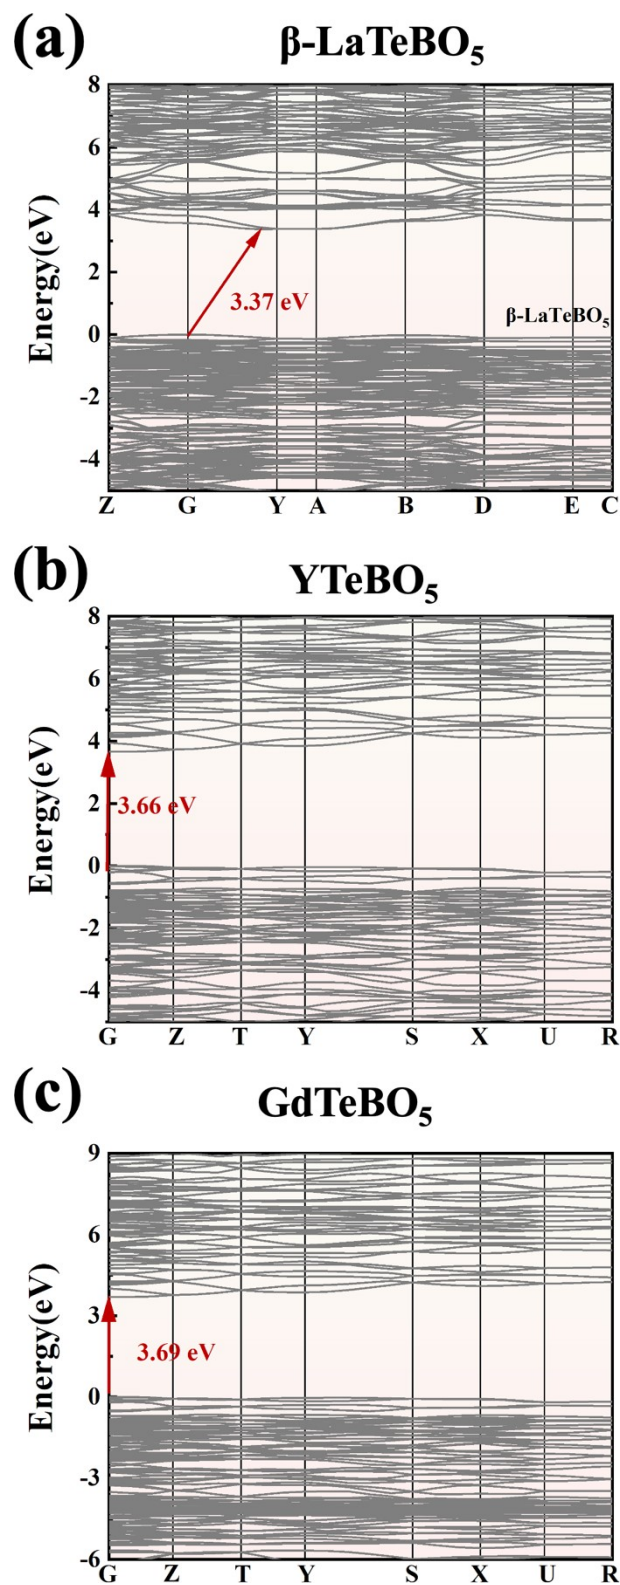 (a) β-LaTeBO₅
8
6
4
2
0
-2
-4
Energy(eV)
3.37 eV
β-LaTeBO₅
Z G Y A B D E C
(b) YTeBO₅
8
6
4
2
0
-2
-4
Energy(eV)
3.66 eV
G Z T Y S X U R
(c) GdTeBO₅
9
6
3
0
-3
-6
Energy(eV)
3.69 eV
G Z T Y S X U R